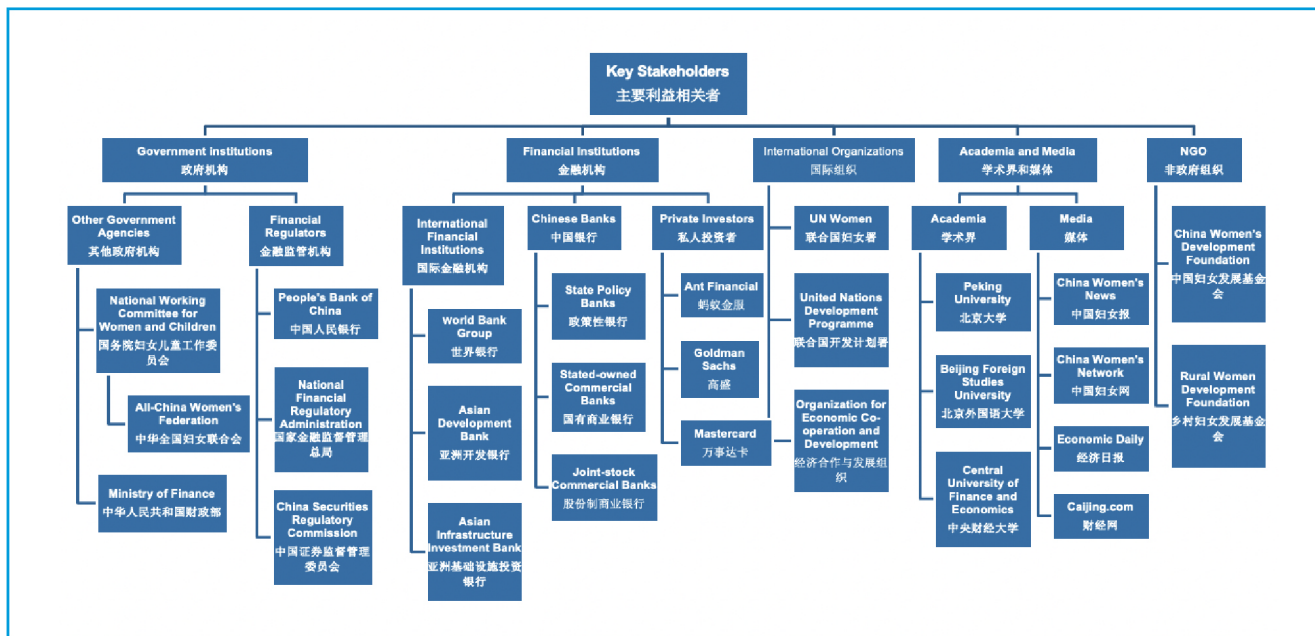 Key Stakeholders
主要利益相关者
Government institutions
政府机构
Financial Institutions
金融机构
International Organizations
国际组织
Academia and Media
学术界和媒体
NGO
非政府组织
Other Government
Agencies
其他政府机构
National Working
Committee for
Women and Children
国务院妇女儿童工作委
员会
All-China Women's
Federation
中华全国妇女联合会
Ministry of Finance
中华人民共和国财政部
Financial
Regulators
金融监管机构
People's Bank of
China
中国人民银行
National
Financial
Regulatory
Administration
国家金融监督管理
总局
China Securities
Regulatory
Commission
中国证券监督管理
委员会
International
Financial
Institutions
国际金融机构
World Bank
Group
世界银行
Asian
Development
Bank
亚洲开发银行
Asian
Infrastructure
Investment Bank
亚洲基础设施投资
银行
Chinese Banks
中国银行
State Policy
Banks
政策性银行
Stated-owned
Commercial
Banks
国有商业银行
Joint-stock
Commercial Banks
股份制商业银行
Private Investors
私人投资者
Ant Financial
蚂蚁金服
Goldman
Sachs
高盛
Mastercard
万事达卡
UN Women
联合国妇女署
United Nations
Development
Programme
联合国开发计划署
Organization for
Economic Co-
operation and
Development
经济合作与发展组
织
Academia
学术界
Peking
University
北京大学
Beijing Foreign
Studies
University
北京外国语大学
Central
University of
Finance and
Economics
中央财经大学
Media
媒体
China Women's
News
中国妇女报
China Women's
Network
中国妇女网
Economic Daily
经济日报
Caijing.com
财经网
China Women's
Development
Foundation
中国妇女发展基金
会
Rural Women
Development
Foundation
乡村妇女发展基金
会